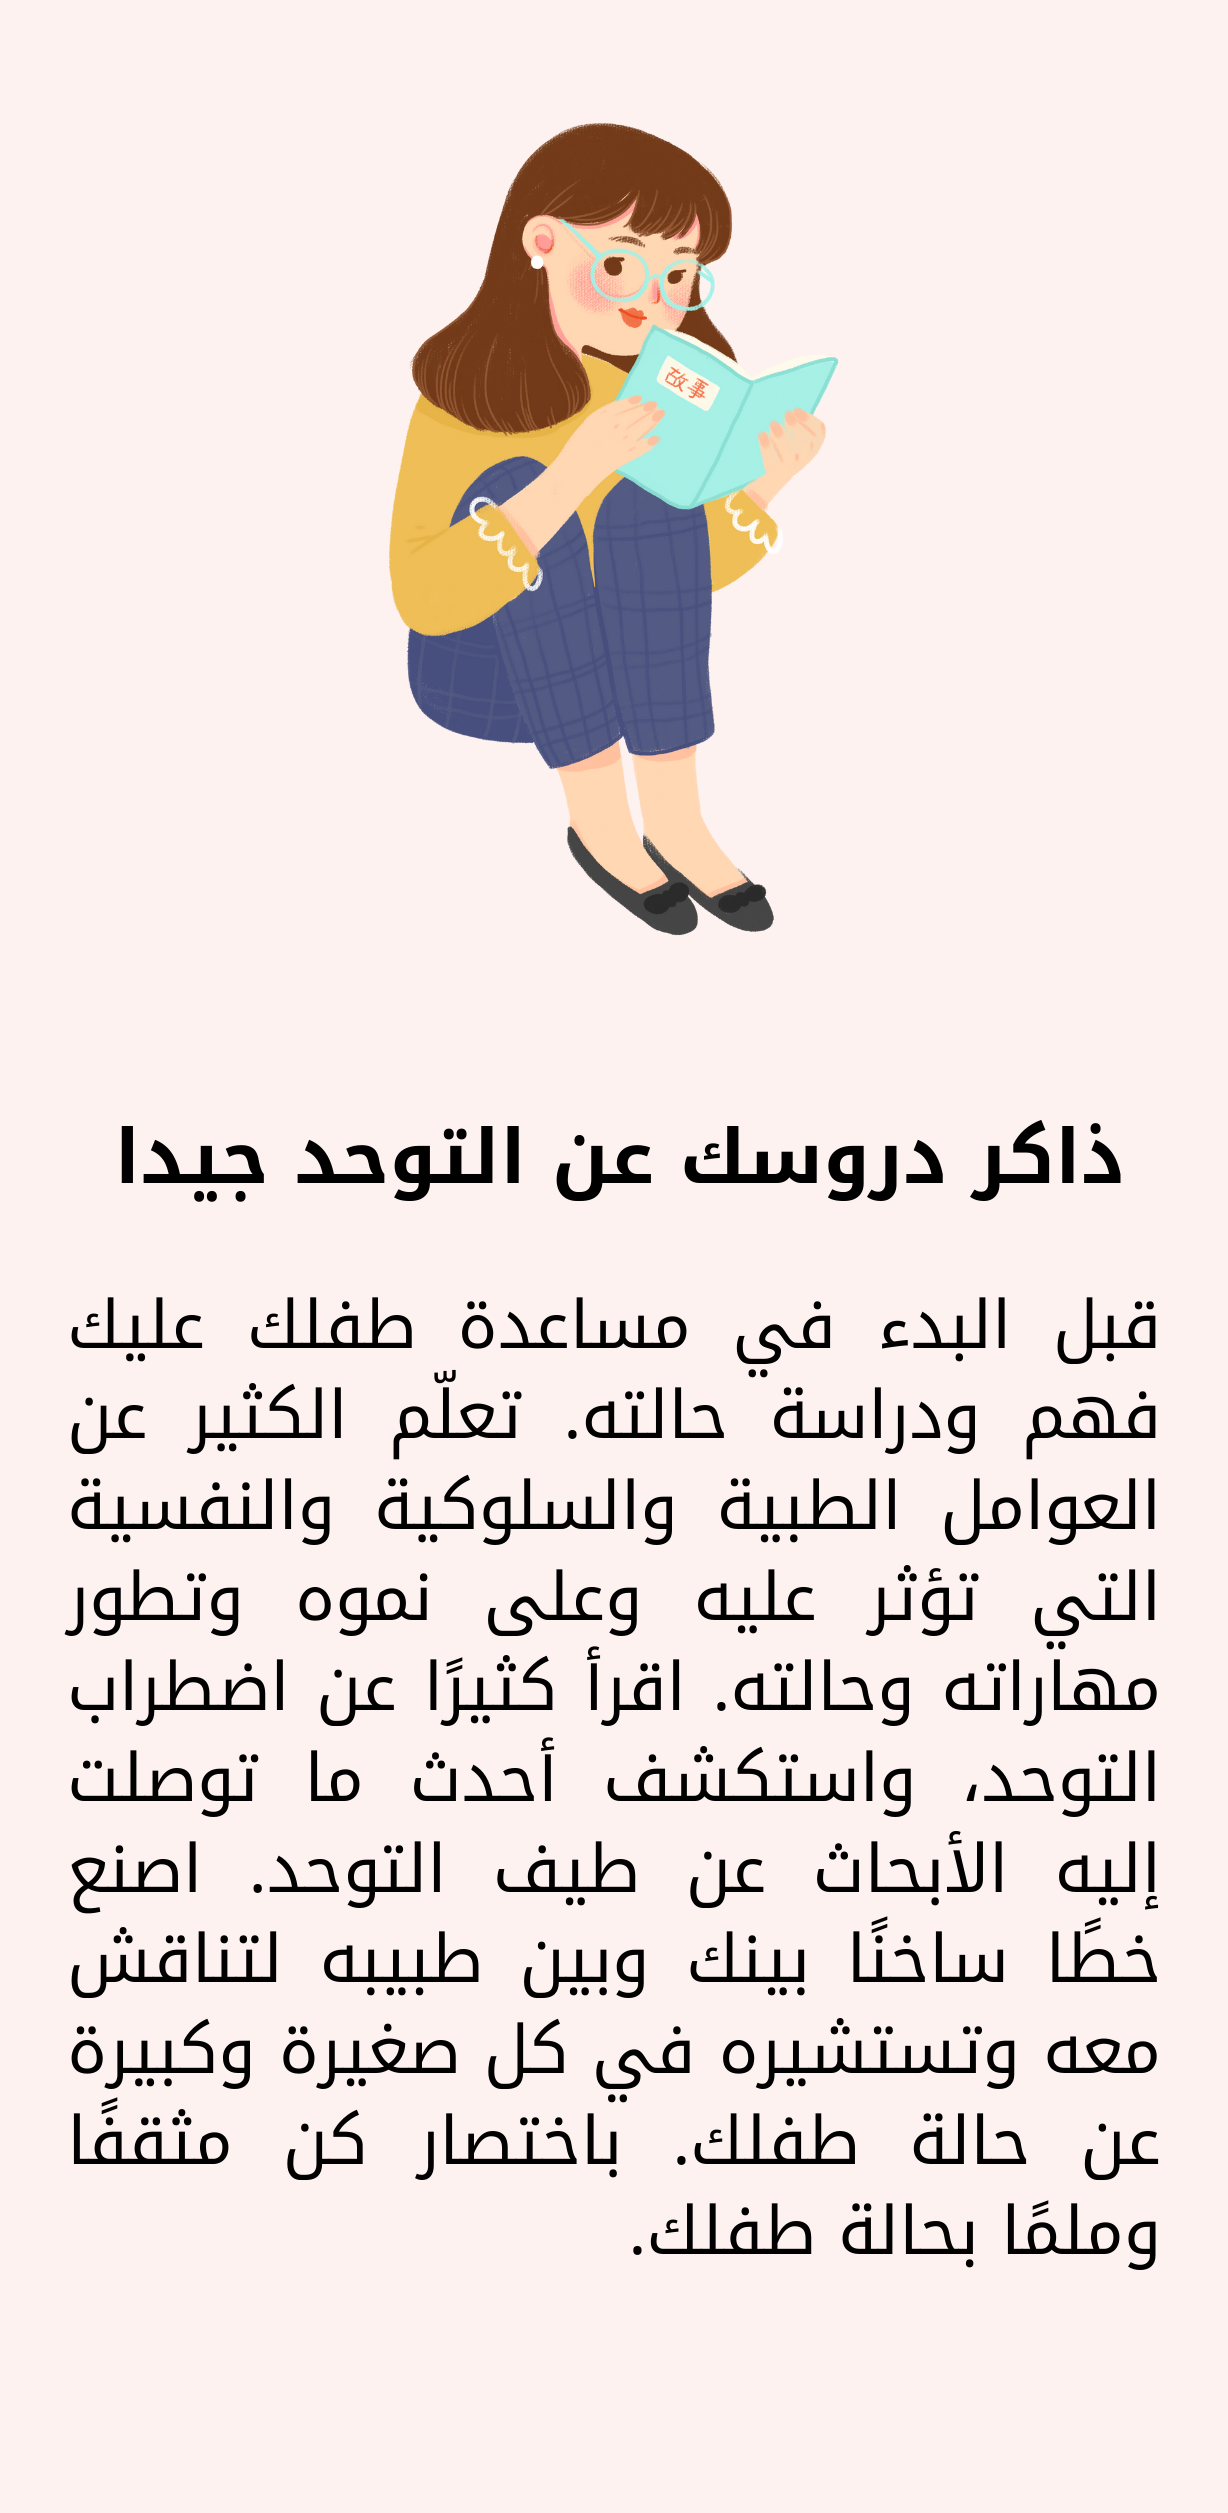 故事
ذاكر دروسك عن التوحد جيدا
قبل البدء في مساعدة طفلك عليك
فهم ودراسة حالته. تعلّم الكثير عن
العوامل الطبية والسلوكية والنفسية
التي تؤثر عليه وعلى نموه وتطور
مهاراته وحالته. اقرأ كثيرًا عن اضطراب
التوحد، واستكشف أحدث ما توصلت
إليه الأبحاث عن طيف التوحد. اصنع
خطًا ساخنًا بينك وبين طبيبه لتناقش
معه وتستشيره في كل صغيرة وكبيرة
عن حالة طفلك. باختصار كن مثقفًا
وملمًا بحالة طفلك.